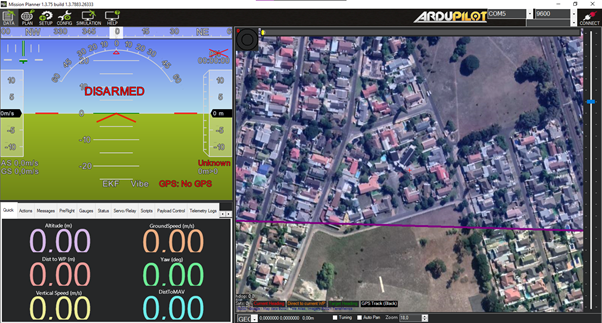 Mission Planner 1.3.75 build 1.3.7883.26333
DATA PLAN SETUP CONFIG SIMULATION HELP
ARDUPILOT
COM5 9600
CONNECT
NW 330 345 0 15 30 NE
DISARMED
0m/s
0 m
AS 0.0m/s
GS 0.0m/s
Unknown
EKF Vibe GPS: No GPS
Quick Actions Messages PreFlight Gauges Status Servo/Relay Scripts Payload Control Telemetry Logs
Altitude (m) GroundSpeed (m/s)
0.00 0.00
Dist to WP (m) Yaw (deg)
0.00 0.00
Vertical Speed (m/s) DistToMAV
0.00 0.00
Current Heading Direct to current WP GPS Track (Black)
GEO 0.0000000 0.0000000 0.00m Tuning Auto Pan Zoom 18.0